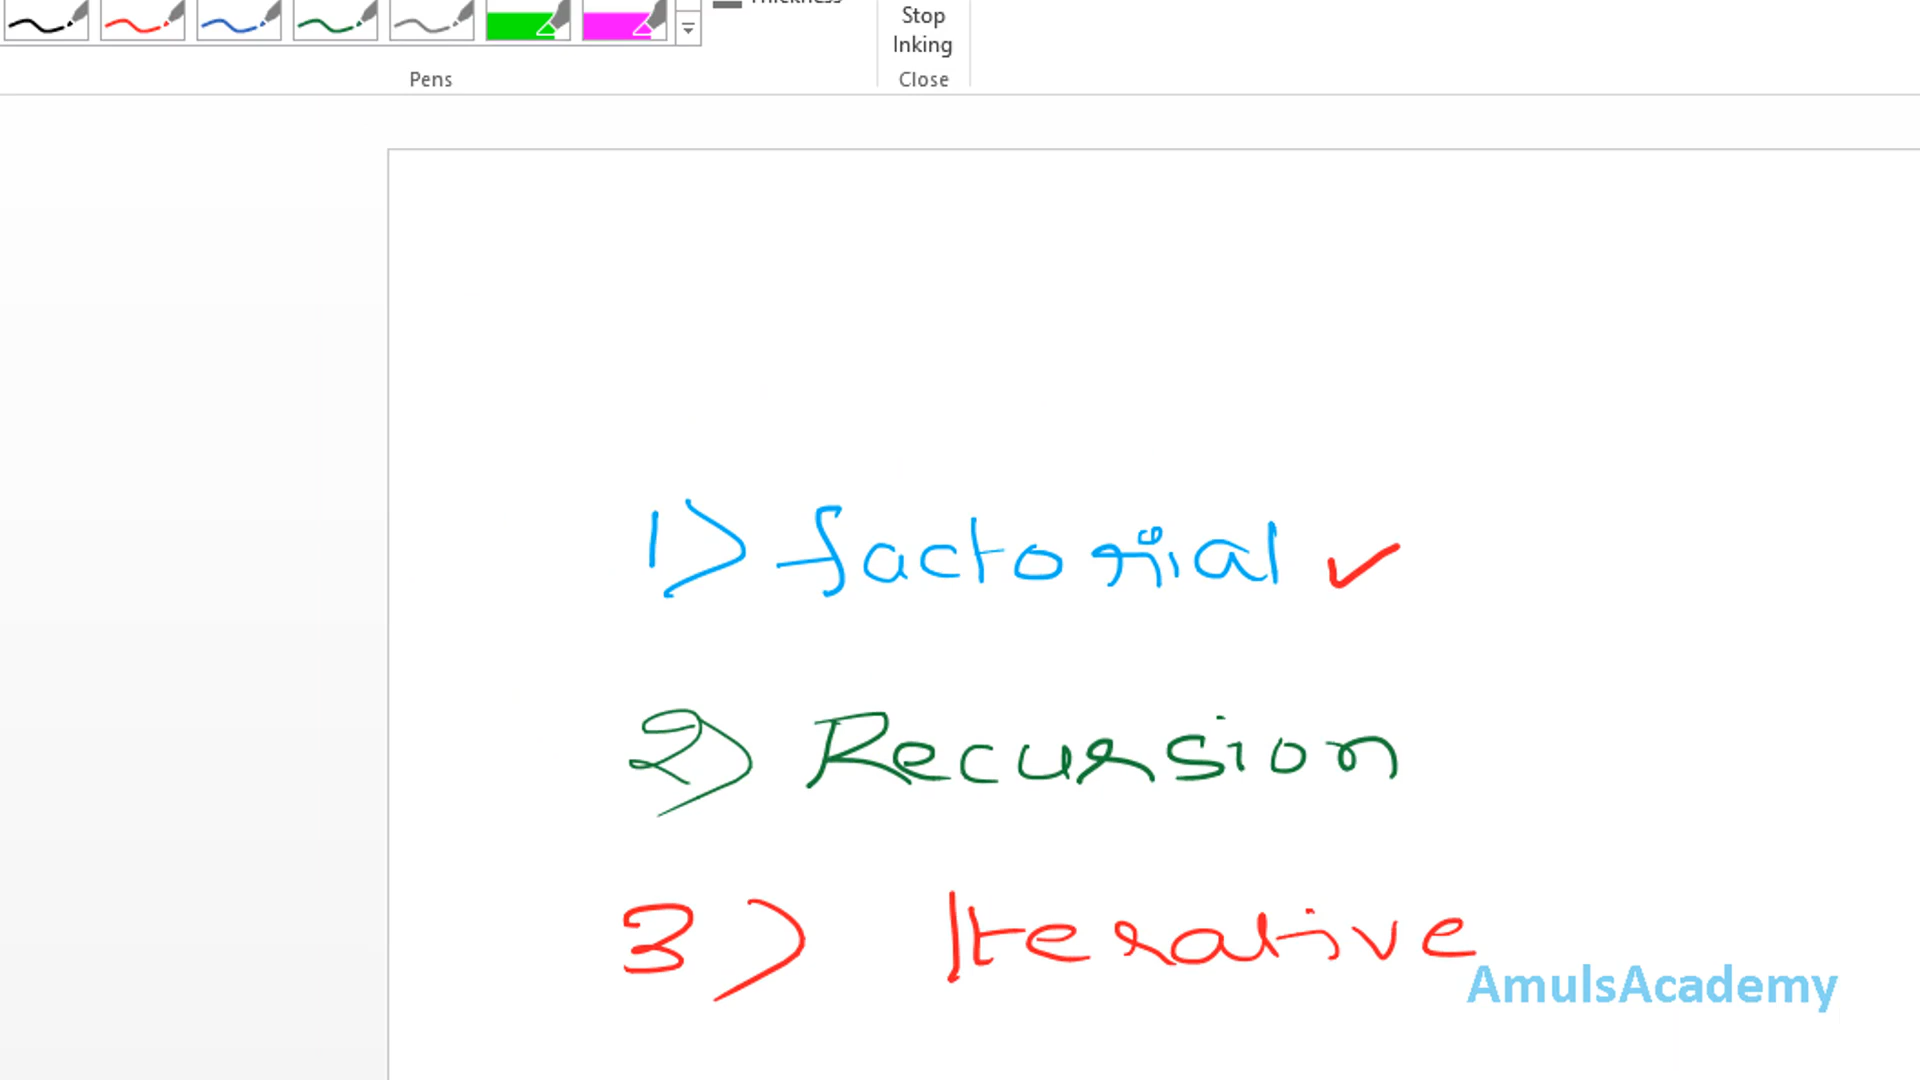 Stop
Inking
Pens
Close
1) factorial ✓
2) Recursion
3) Iterative
AmulsAcademy